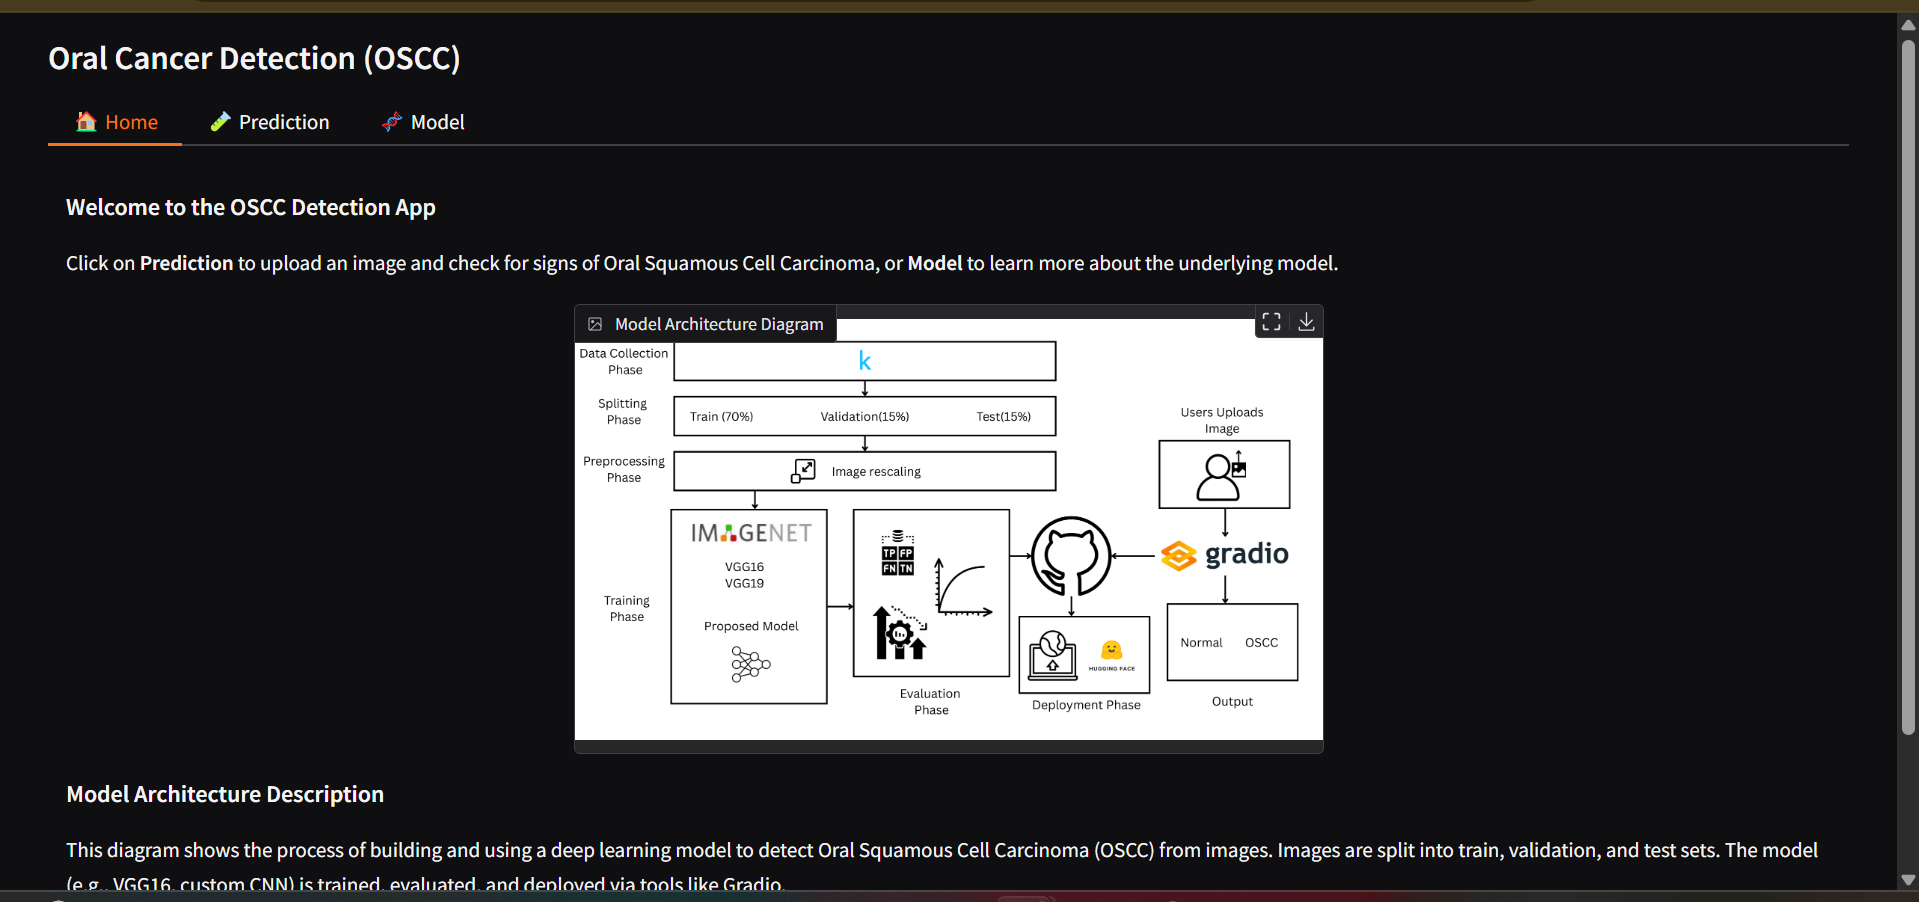 Oral Cancer Detection (OSCC)
🏠 Home
🧪 Prediction
🧬 Model
Welcome to the OSCC Detection App
Click on Prediction to upload an image and check for signs of Oral Squamous Cell Carcinoma, or Model to learn more about the underlying model.
Model Architecture Diagram
Data Collection
Phase
k
Splitting
Phase
Train (70%)
Validation(15%)
Test(15%)
Preprocessing
Phase
Image rescaling
Users Uploads
Image
Training
Phase
IMAGENET
VGG16
VGG19
Proposed Model
TP FP
FN TN
Evaluation
Phase
gradio
HUGGING FACE
Deployment Phase
Normal OSCC
Output
Model Architecture Description
This diagram shows the process of building and using a deep learning model to detect Oral Squamous Cell Carcinoma (OSCC) from images. Images are split into train, validation, and test sets. The model
(e.g., VGG16, custom CNN) is trained, evaluated, and deployed via tools like Gradio.